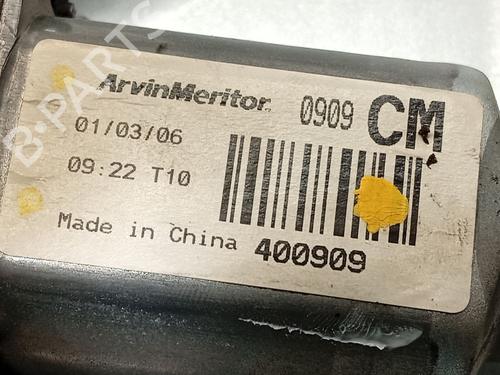 B-PARTS
ArvinMeritor. 0909 CM
01/03/06
09:22 T10
Made in China 400909